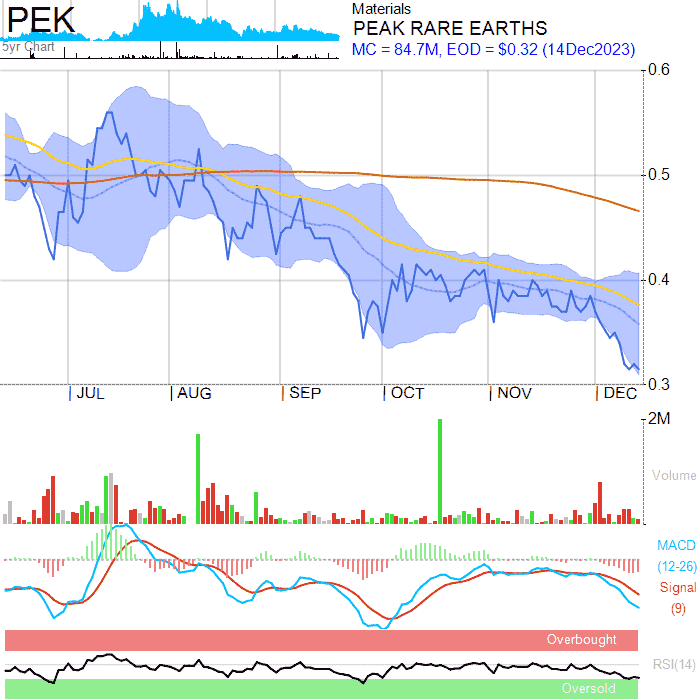 PEK
5yr Chart
Materials
PEAK RARE EARTHS
MC = 84.7M, EOD = $0.32 (14Dec2023)
0.6
0.5
0.4
0.3
JUL AUG SEP OCT NOV DEC
2M
Volume
MACD
(12-26)
Signal
(9)
Overbought
RSI(14)
Oversold